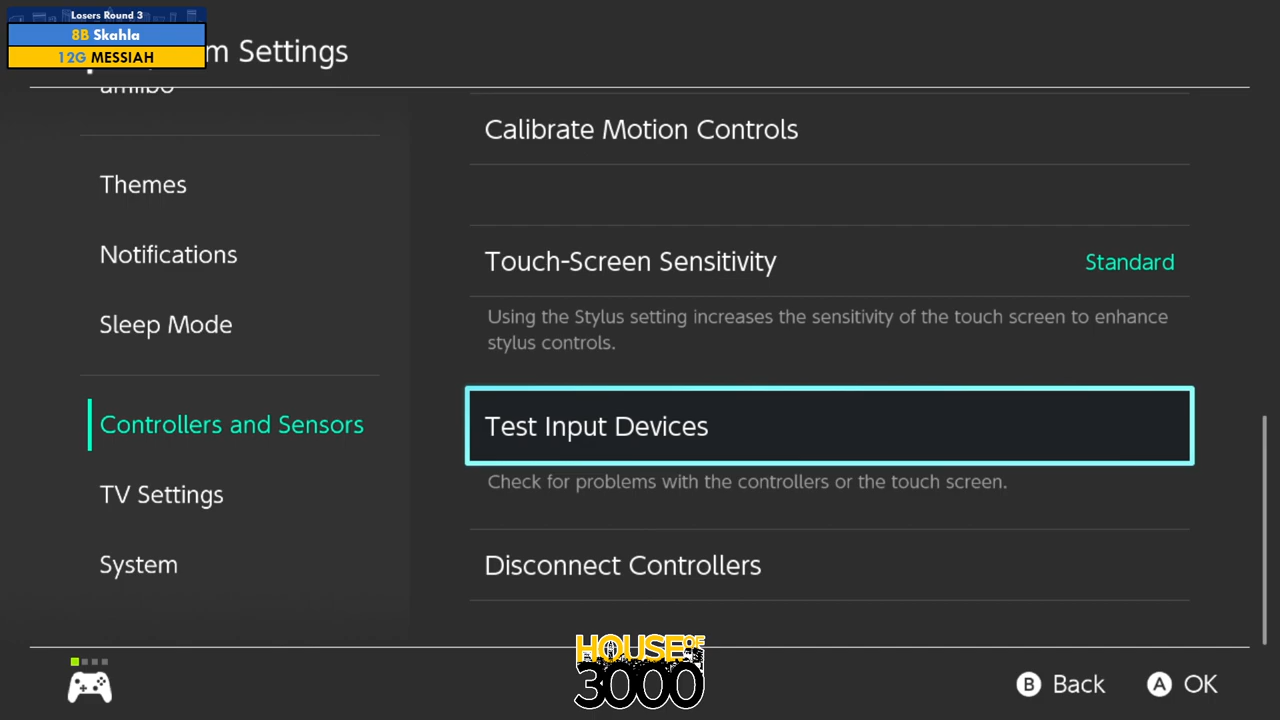 Losers Round 3
8B Skahla
12G MESSIAH
m Settings
amiibo
Themes
Notifications
Sleep Mode
Controllers and Sensors
TV Settings
System
Calibrate Motion Controls
Touch-Screen Sensitivity Standard
Using the Stylus setting increases the sensitivity of the touch screen to enhance
stylus controls.
Test Input Devices
Check for problems with the controllers or the touch screen.
Disconnect Controllers
HOUSE OF
3000
B Back A OK